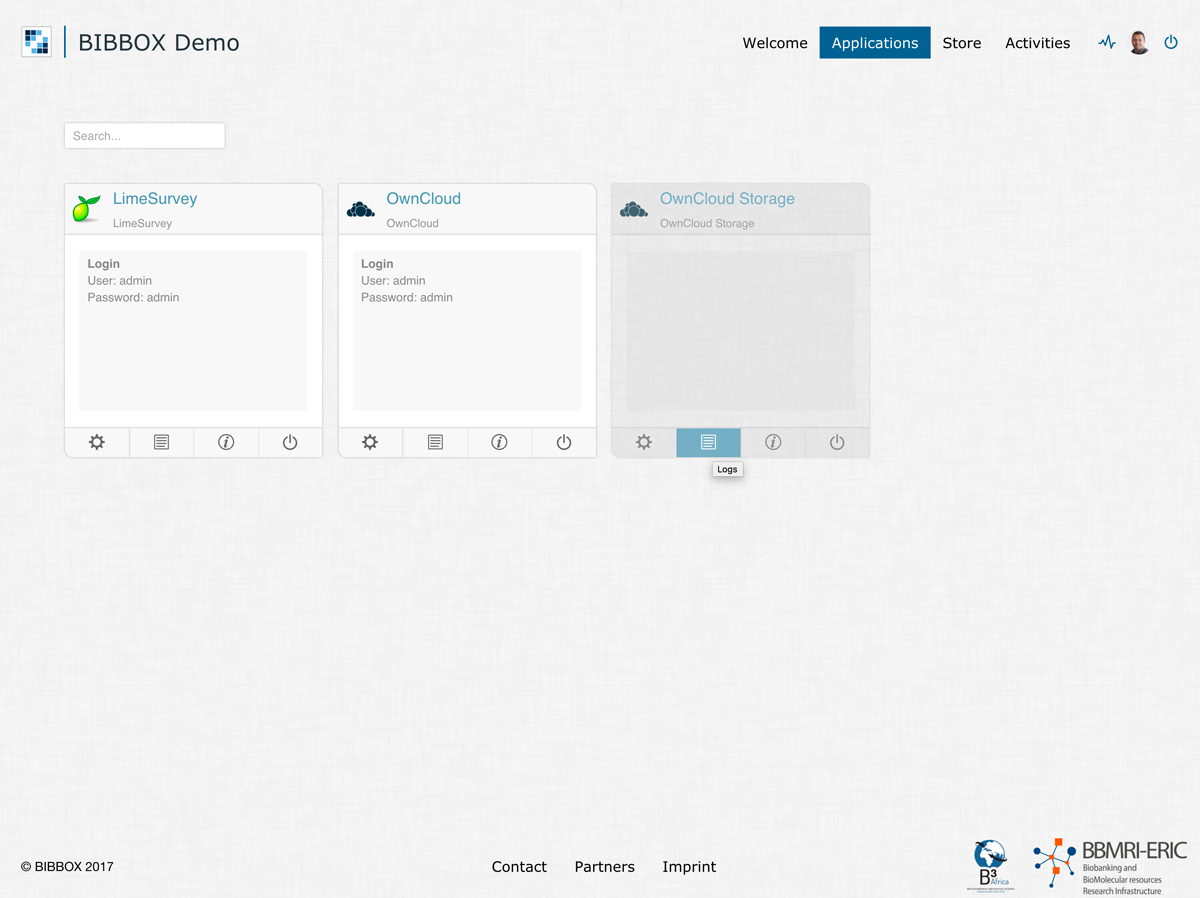 BIBBOX Demo
Welcome
Applications
Store
Activities
Search...
LimeSurvey
LimeSurvey
Login
User: admin
Password: admin
OwnCloud
OwnCloud
Login
User: admin
Password: admin
OwnCloud Storage
OwnCloud Storage
Logs
© BIBBOX 2017
Contact
Partners
Imprint
B3 Africa
BBMRI-ERIC
Biobanking and
BioMolecular resources
Research Infrastructure